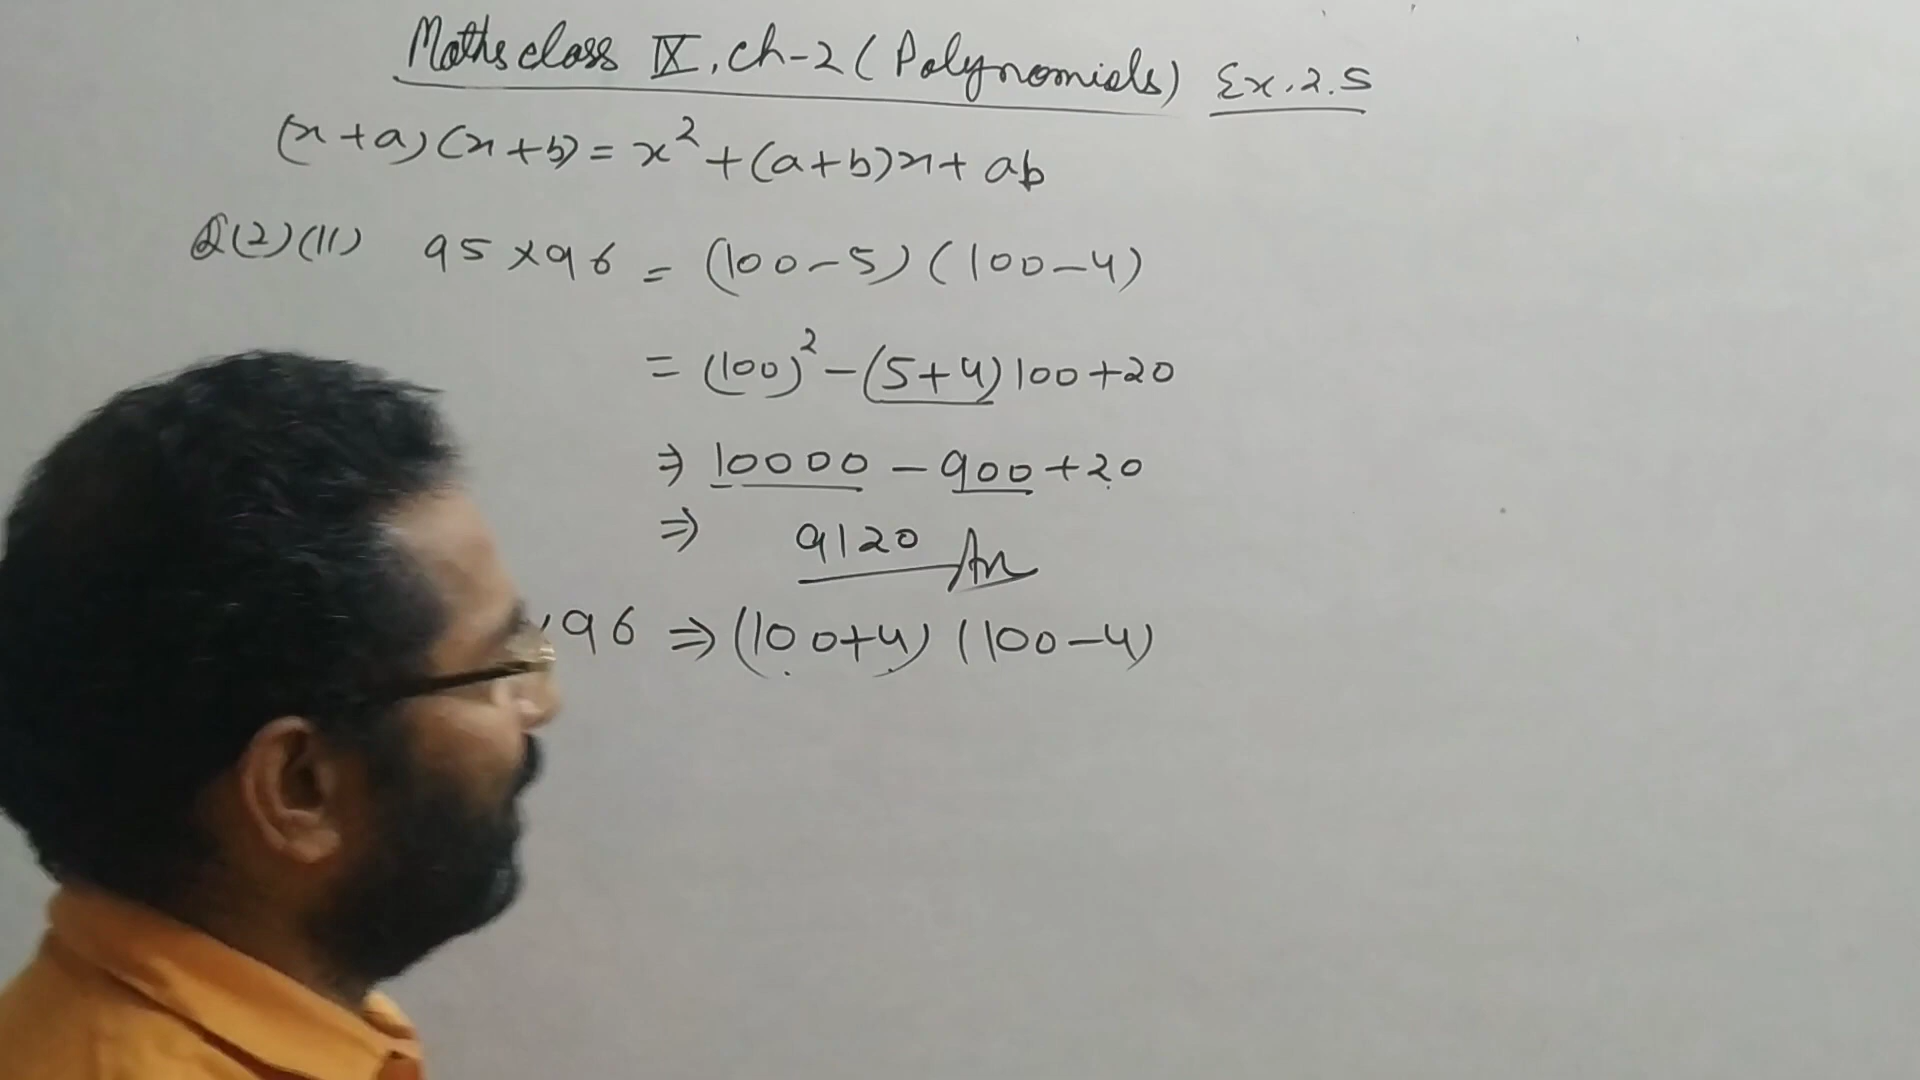 Maths class IX, ch-2 (Polynomials) Ex. 2.5
(x+a)(x+b) = x² + (a+b)x + ab
Q(2)(II) 95 × 96 = (100-5)(100-4)
= (100)² - (5+4)100+20
⇒ 10000 - 900+20
⇒ 9120 An
96 ⇒ (100+4) (100-4)